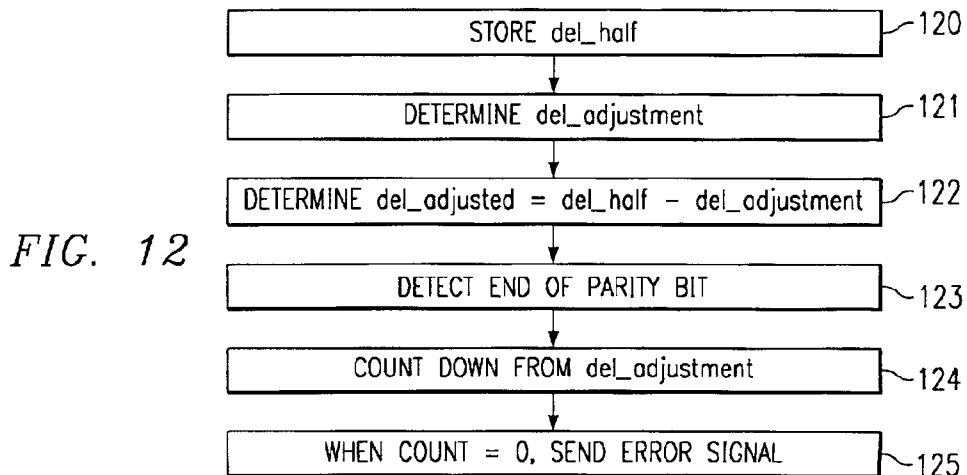 STORE del_half
120
DETERMINE del_adjustment
121
DETERMINE del_adjusted = del_half - del_adjustment
122
FIG. 12
DETECT END OF PARITY BIT
123
COUNT DOWN FROM del_adjustment
124
WHEN COUNT = 0, SEND ERROR SIGNAL
125